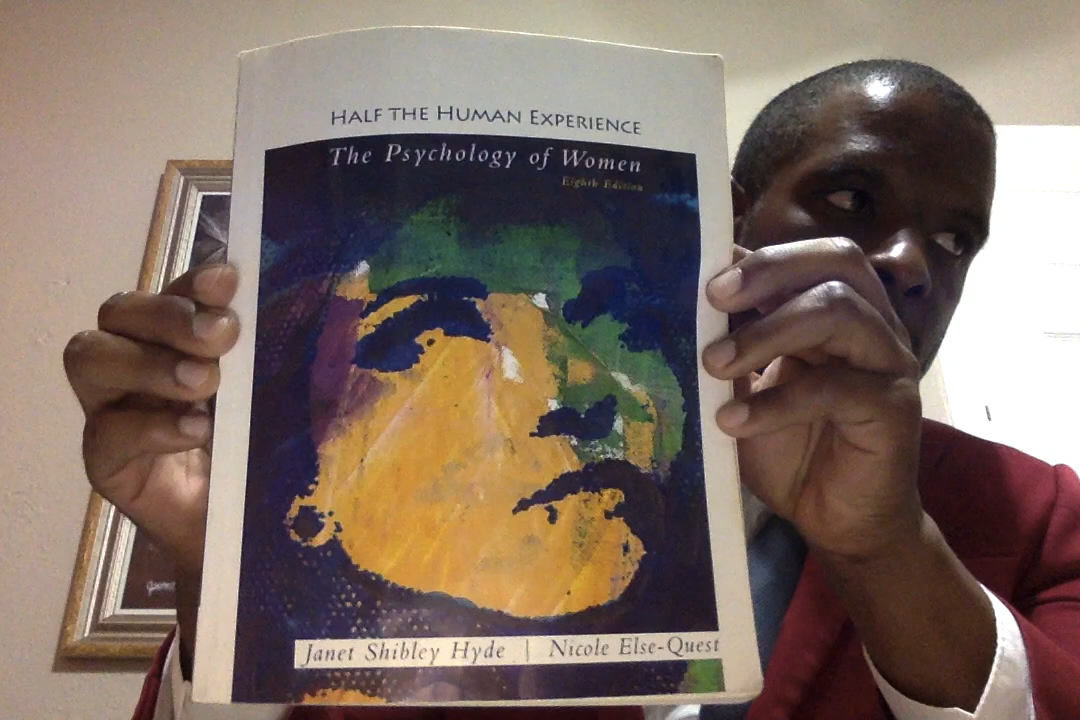 HALF THE HUMAN EXPERIENCE
The Psychology of Women
Eighth Edition
Janet Shibley Hyde | Nicole Else-Quest